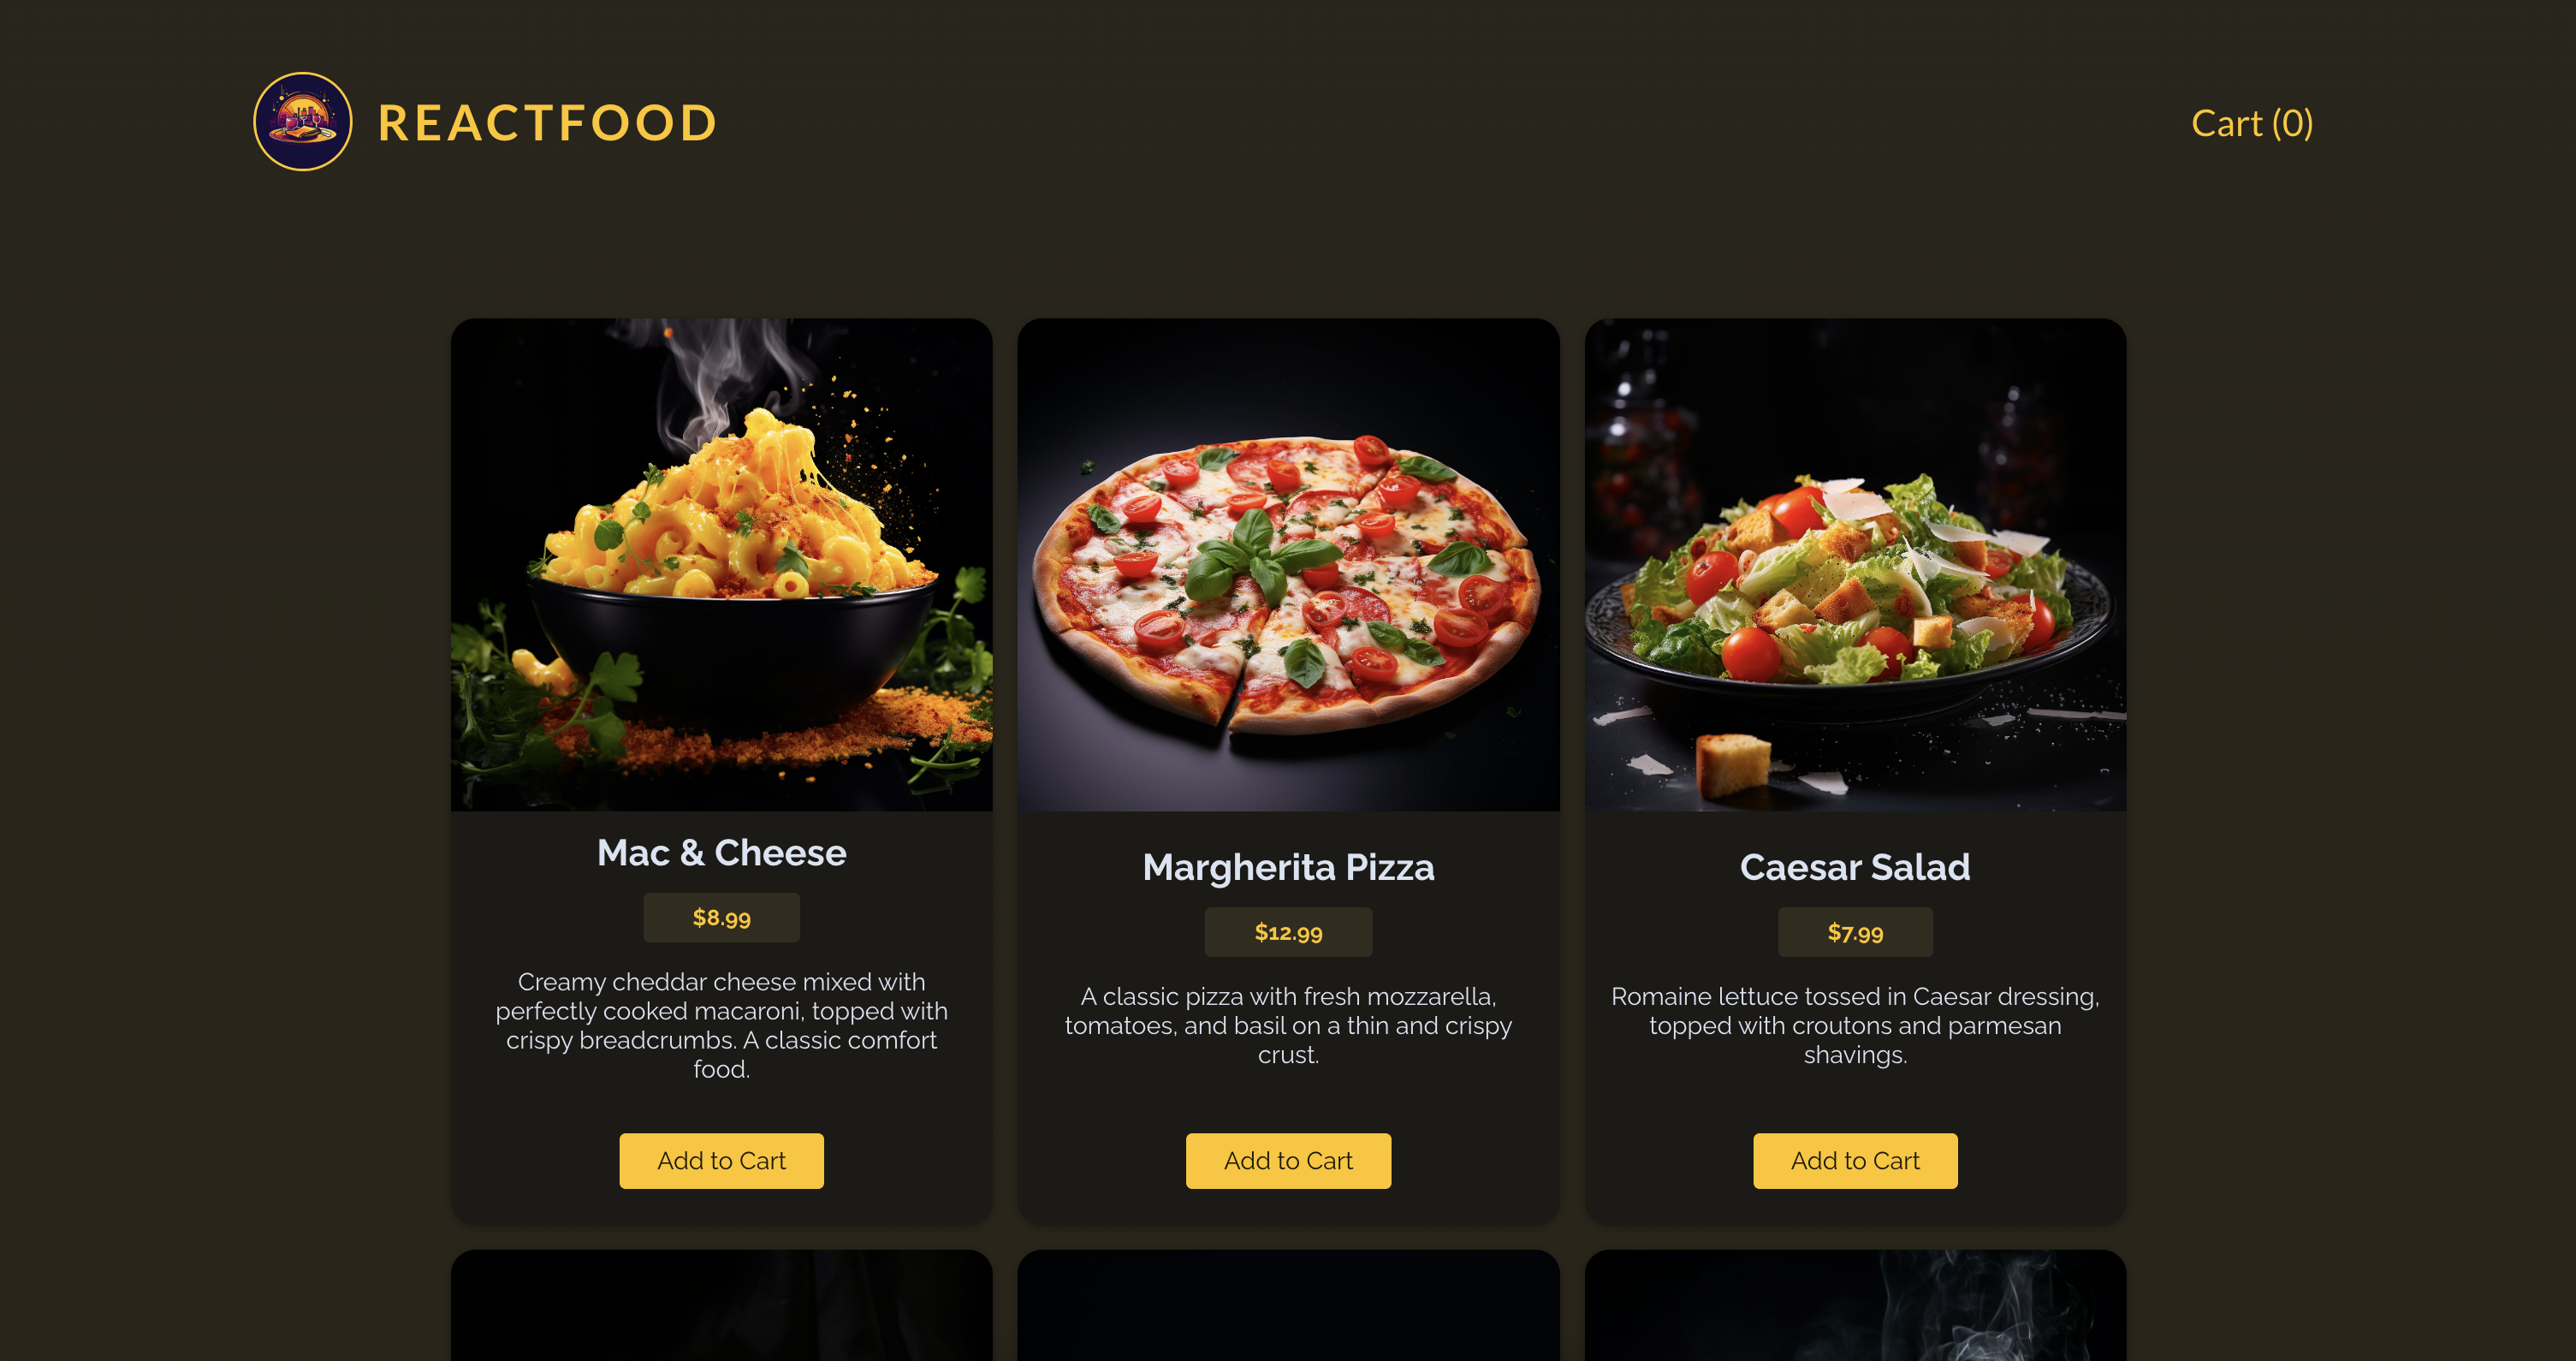 REACTFOOD
Cart (0)
Mac & Cheese
$8.99
Creamy cheddar cheese mixed with
perfectly cooked macaroni, topped with
crispy breadcrumbs. A classic comfort
food.
Add to Cart
Margherita Pizza
$12.99
A classic pizza with fresh mozzarella,
tomatoes, and basil on a thin and crispy
crust.
Add to Cart
Caesar Salad
$7.99
Romaine lettuce tossed in Caesar dressing,
topped with croutons and parmesan
shavings.
Add to Cart